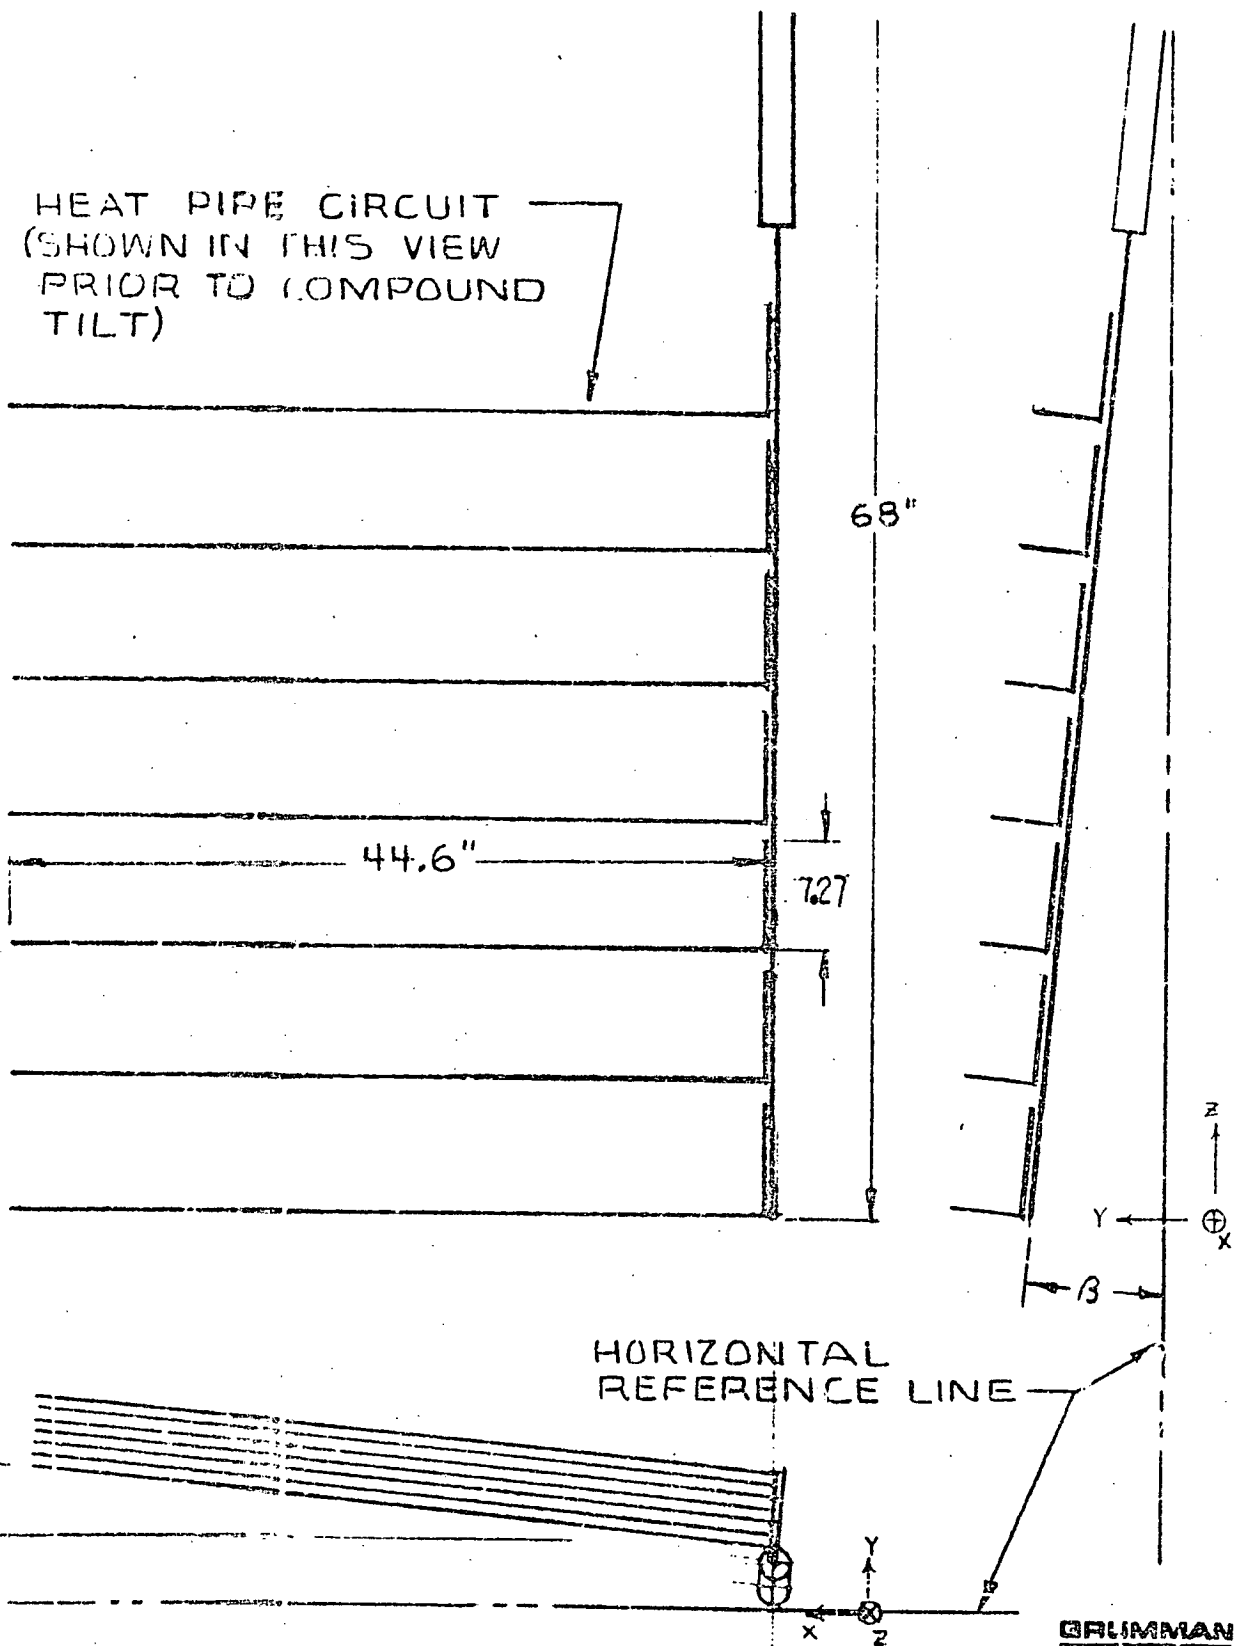 HEAT PIPE CIRCUIT
(SHOWN IN THIS VIEW
PRIOR TO COMPOUND
TILT)
68"
44.6"
7.27
Z
Y
X
β
HORIZONTAL
REFERENCE LINE
Y
X
Z
GRUMMAN